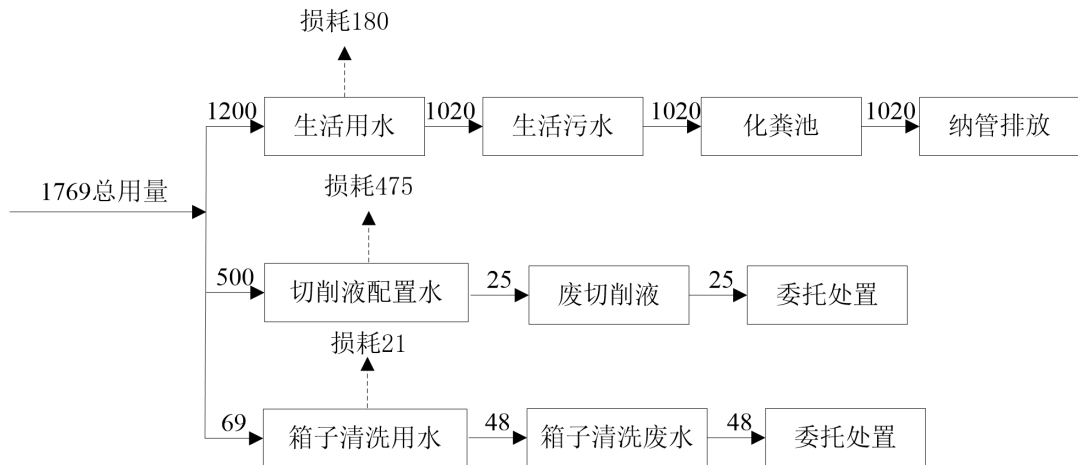 损耗180
1200
生活用水
1020
生活污水
1020
化粪池
1020
纳管排放
1769总用量
损耗475
500
切削液配置水
25
废切削液
25
委托处置
损耗21
69
箱子清洗用水
48
箱子清洗废水
48
委托处置